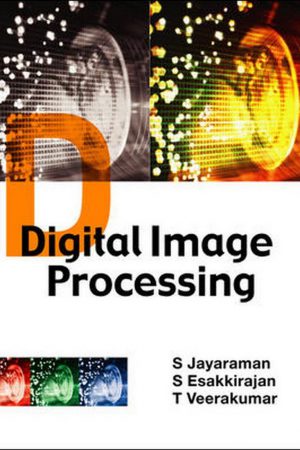 D
Digital Image
Processing
S Jayaraman
S Esakkirajan
T Veerakumar